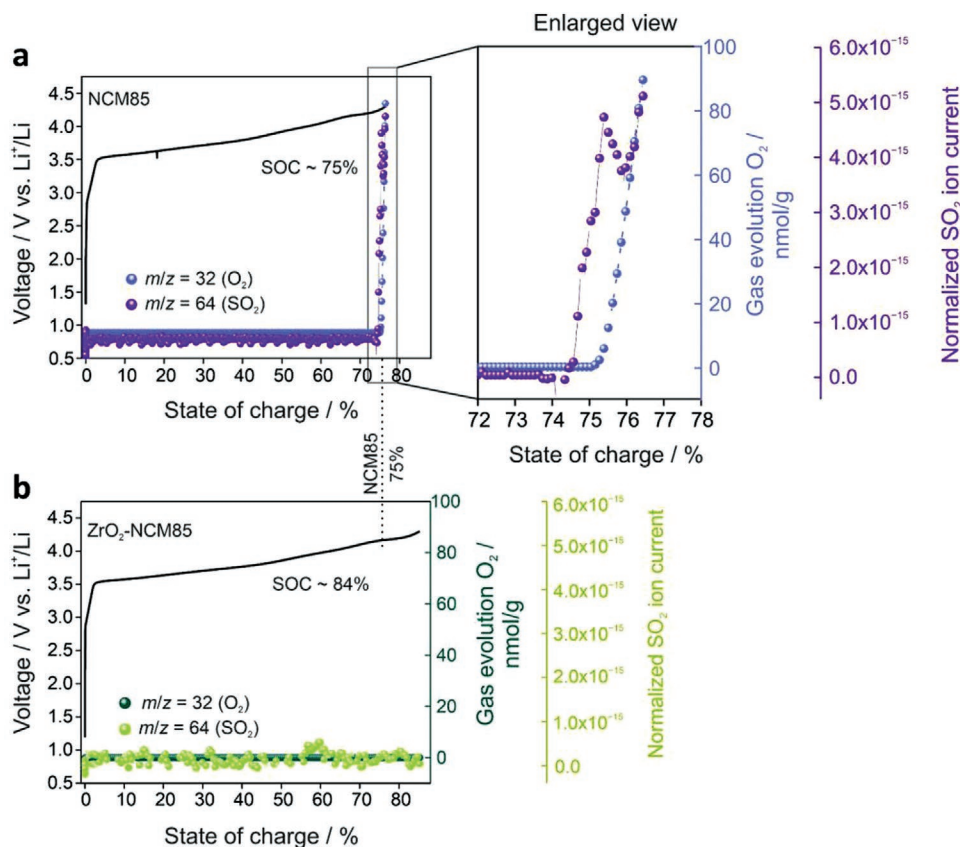 Enlarged view
a
NCM85
SOC ~ 75%
m/z = 32 (O₂)
m/z = 64 (SO₂)
Voltage / V vs. Li⁺/Li
4.5
4.0
3.5
3.0
2.5
2.0
1.5
1.0
0.5
0 10 20 30 40 50 60 70 80
State of charge / %
72 73 74 75 76 77 78
State of charge / %
100
80
60
40
20
0
Gas evolution O₂ /
nmol/g
6.0x10⁻¹⁵
5.0x10⁻¹⁵
4.0x10⁻¹⁵
3.0x10⁻¹⁵
2.0x10⁻¹⁵
1.0x10⁻¹⁵
0.0
Normalized SO₂ ion current
NCM85
75%
b
ZrO₂-NCM85
SOC ~ 84%
m/z = 32 (O₂)
m/z = 64 (SO₂)
Voltage / V vs. Li⁺/Li
4.5
4.0
3.5
3.0
2.5
2.0
1.5
1.0
0.5
0 10 20 30 40 50 60 70 80
State of charge / %
100
80
60
40
20
0
Gas evolution O₂ /
nmol/g
6.0x10⁻¹⁵
5.0x10⁻¹⁵
4.0x10⁻¹⁵
3.0x10⁻¹⁵
2.0x10⁻¹⁵
1.0x10⁻¹⁵
0.0
Normalized SO₂ ion current